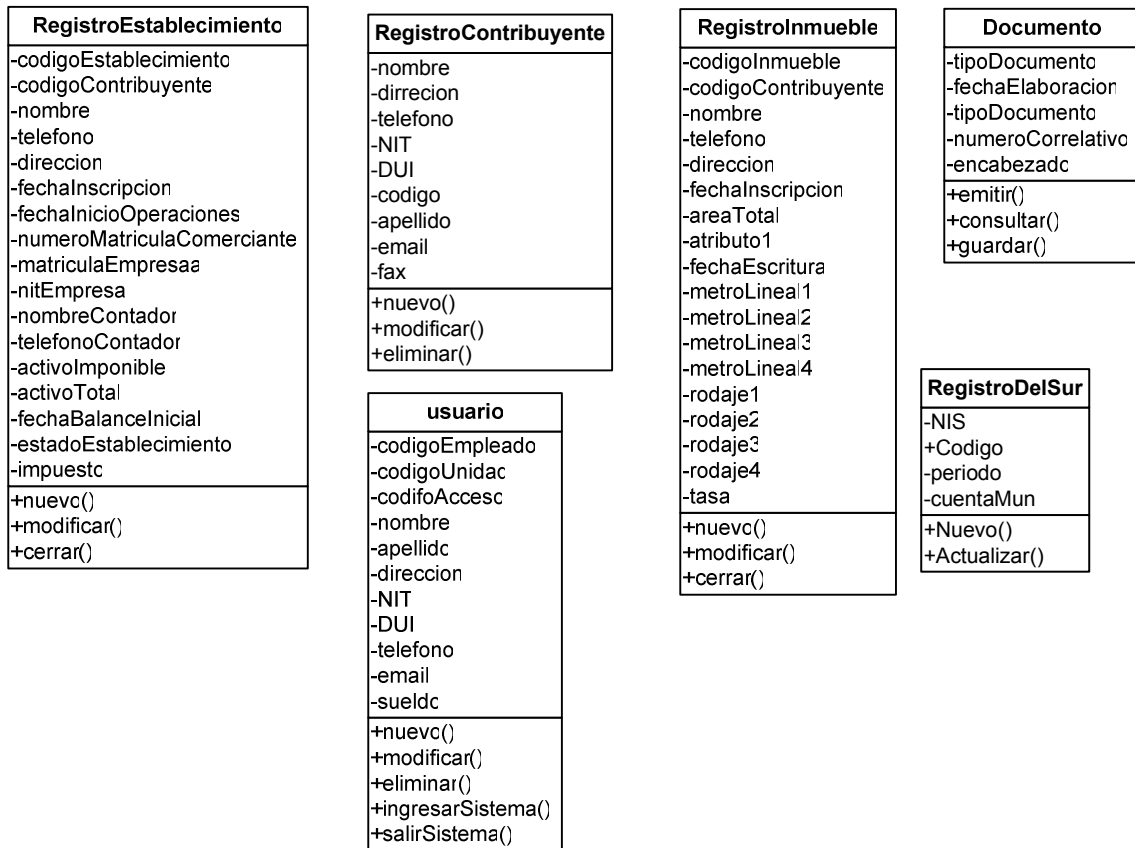 RegistroEstablecimiento
-codigoEstablecimiento
-codigoContribuyente
-nombre
-telefono
-direccion
-fechaInscripcion
-fechaInicioOperaciones
-numeroMatriculaComerciante
-matriculaEmpresaa
-nitEmpresa
-nombreContador
-telefonoContador
-activoImponible
-activoTotal
-fechaBalanceInicial
-estadoEstablecimiento
-impuesto
+nuevo()
+modificar()
+cerrar()
RegistroContribuyente
-nombre
-dirrecion
-telefono
-NIT
-DUI
-codigo
-apellido
-email
-fax
+nuevo()
+modificar()
+eliminar()
usuario
-codigoEmpleado
-codigoUnidad
-codifoAcceso
-nombre
-apellido
-direccion
-NIT
-DUI
-telefono
-email
-sueldo
+nuevo()
+modificar()
+eliminar()
+ingresarSistema()
+salirSistema()
RegistroInmueble
-codigoInmueble
-codigoContribuyente
-nombre
-telefono
-direccion
-fechaInscripcion
-areaTotal
-atributo1
-fechaEscritura
-metroLineal1
-metroLineal2
-metroLineal3
-metroLineal4
-rodaje1
-rodaje2
-rodaje3
-rodaje4
-tasa
+nuevo()
+modificar()
+cerrar()
Documento
-tipoDocumento
-fechaElaboracion
-tipoDocumento
-numeroCorrelativo
-encabezado
+emitir()
+consultar()
+guardar()
RegistroDelSur
-NIS
+Codigo
-periodo
-cuentaMun
+Nuevo()
+Actualizar()